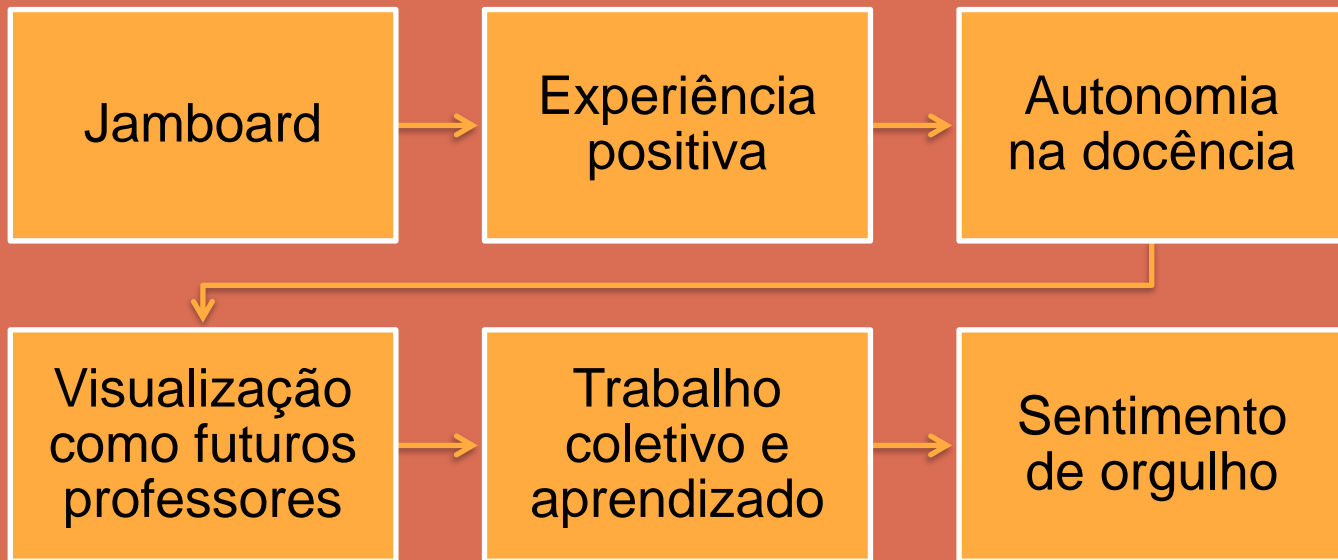 Jamboard
Experiência
positiva
Autonomia
na docência
Visualização
como futuros
professores
Trabalho
coletivo e
aprendizado
Sentimento
de orgulho